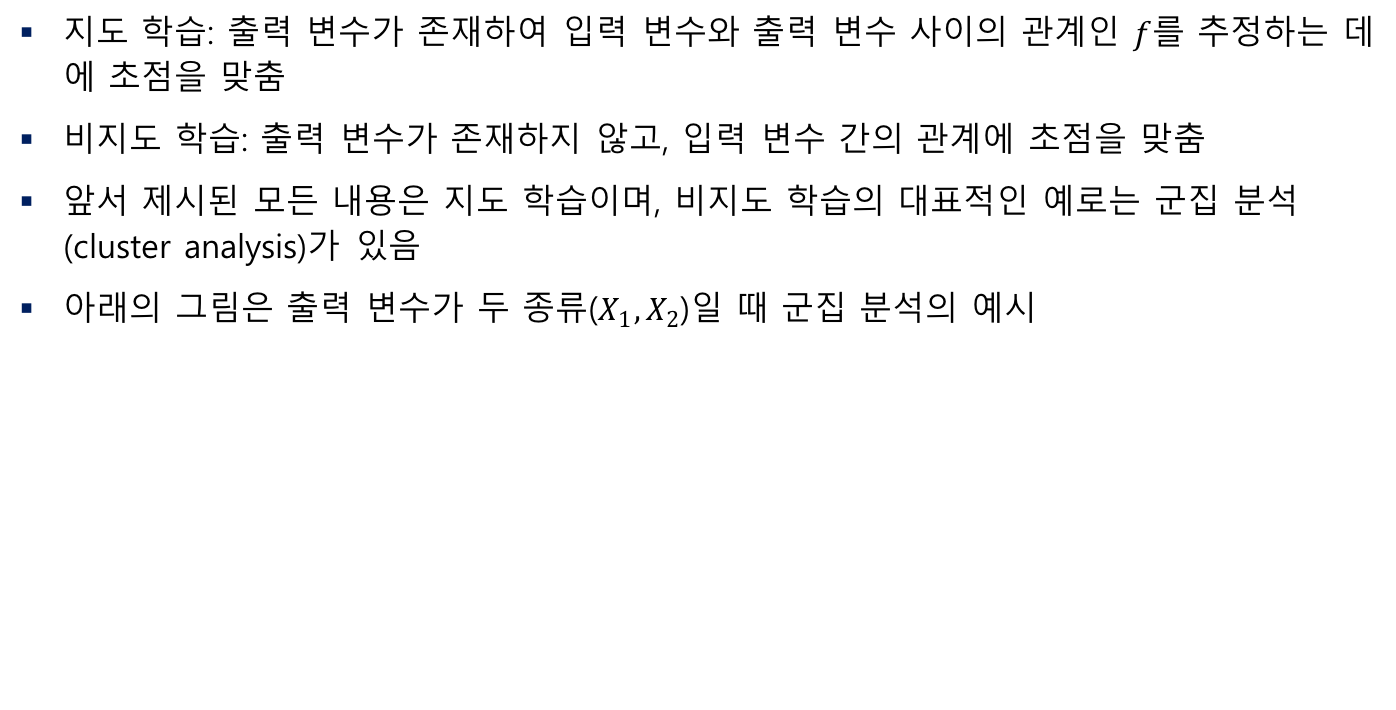 ▪ 지도 학습: 출력 변수가 존재하여 입력 변수와 출력 변수 사이의 관계인 𝑓를 추정하는 데
에 초점을 맞춤
▪ 비지도 학습: 출력 변수가 존재하지 않고, 입력 변수 간의 관계에 초점을 맞춤
▪ 앞서 제시된 모든 내용은 지도 학습이며, 비지도 학습의 대표적인 예로는 군집 분석
(cluster analysis)가 있음
▪ 아래의 그림은 출력 변수가 두 종류(𝑋₁, 𝑋₂)일 때 군집 분석의 예시